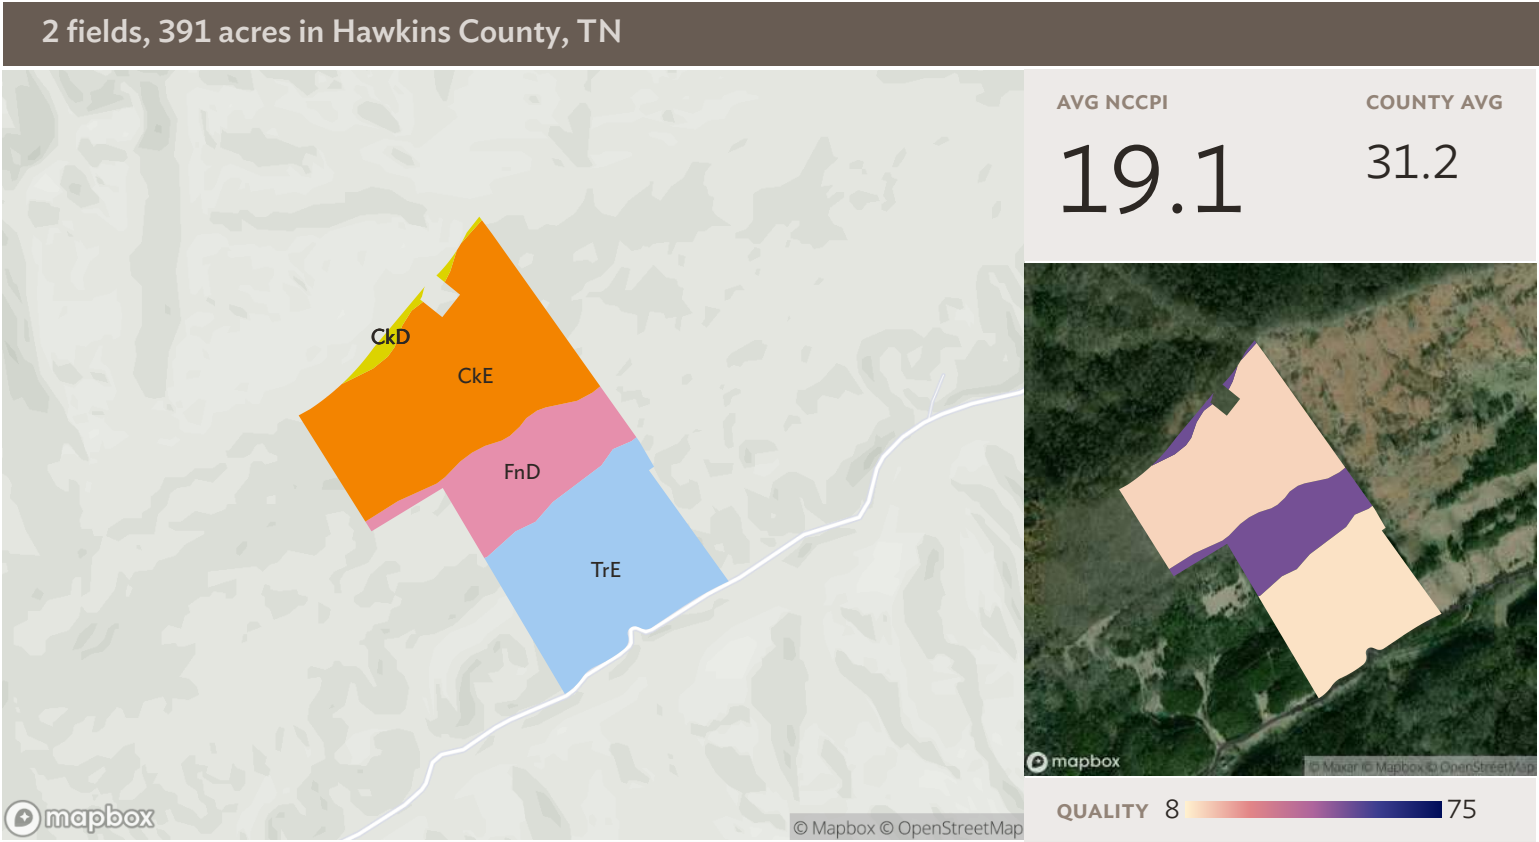 2 fields, 391 acres in Hawkins County, TN
AVG NCCPI
COUNTY AVG
19.1
31.2
CkD
CkE
FnD
TrE
mapbox
© Mapbox © OpenStreetMap
mapbox
© Maxar © Mapbox © OpenStreetMap
QUALITY 8 75